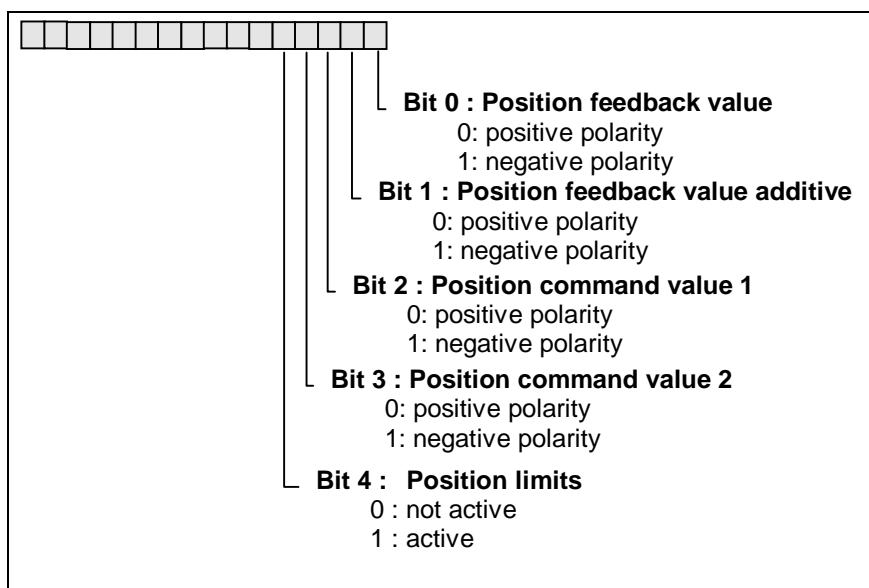 Bit 0 : Position feedback value
0: positive polarity
1: negative polarity
Bit 1 : Position feedback value additive
0: positive polarity
1: negative polarity
Bit 2 : Position command value 1
0: positive polarity
1: negative polarity
Bit 3 : Position command value 2
0: positive polarity
1: negative polarity
Bit 4 : Position limits
0 : not active
1 : active